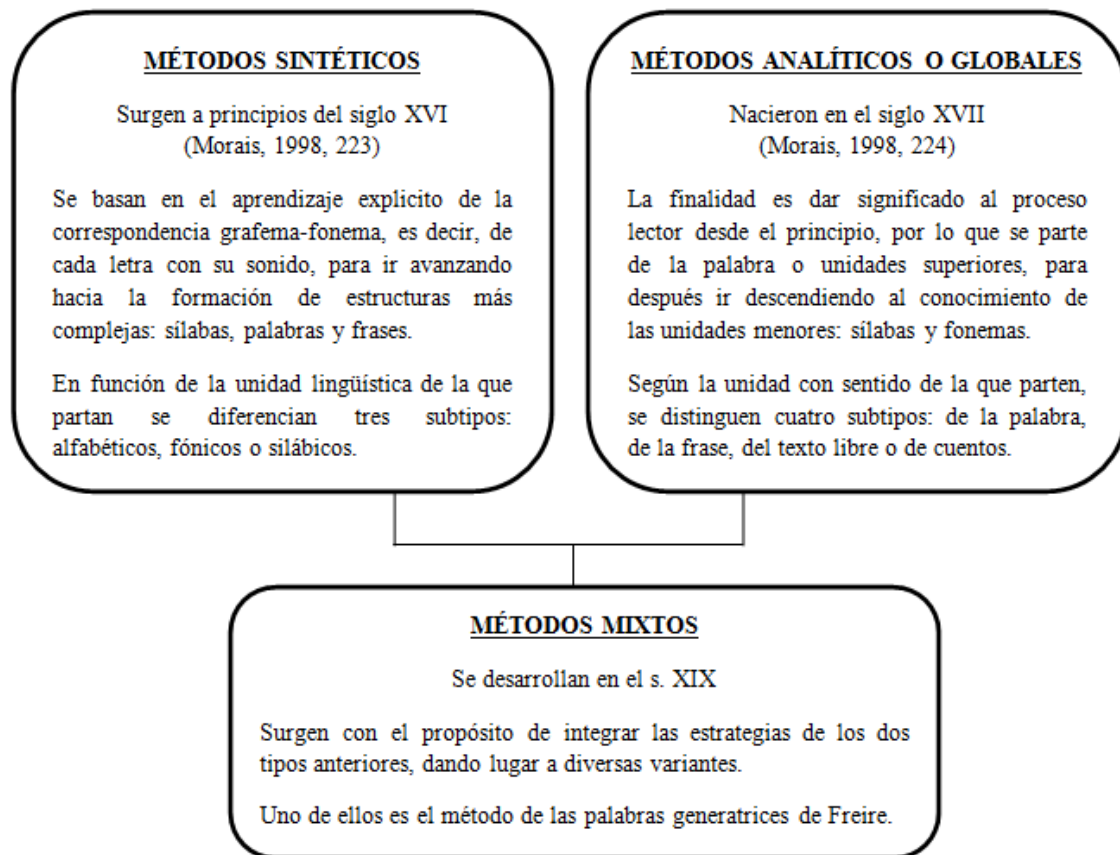 MÉTODOS SINTÉTICOS
Surgen a principios del siglo XVI
(Morais, 1998, 223)
Se basan en el aprendizaje explicito de la
correspondencia grafema-fonema, es decir, de
cada letra con su sonido, para ir avanzando
hacia la formación de estructuras más
complejas: sílabas, palabras y frases.
En función de la unidad lingüística de la que
partan se diferencian tres subtipos:
alfabéticos, fónicos o silábicos.
MÉTODOS ANALÍTICOS O GLOBALES
Nacieron en el siglo XVII
(Morais, 1998, 224)
La finalidad es dar significado al proceso
lector desde el principio, por lo que se parte
de la palabra o unidades superiores, para
después ir descendiendo al conocimiento de
las unidades menores: sílabas y fonemas.
Según la unidad con sentido de la que parten,
se distinguen cuatro subtipos: de la palabra,
de la frase, del texto libre o de cuentos.
MÉTODOS MIXTOS
Se desarrollan en el s. XIX
Surgen con el propósito de integrar las estrategias de los dos
tipos anteriores, dando lugar a diversas variantes.
Uno de ellos es el método de las palabras generatrices de Freire.